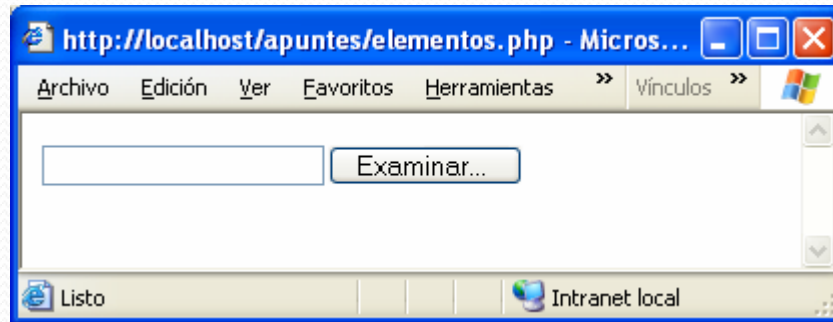 http://localhost/apuntes/elementos.php - Micros...
Archivo Edición Ver Favoritos Herramientas » Vínculos »
Examinar...
Listo Intranet local